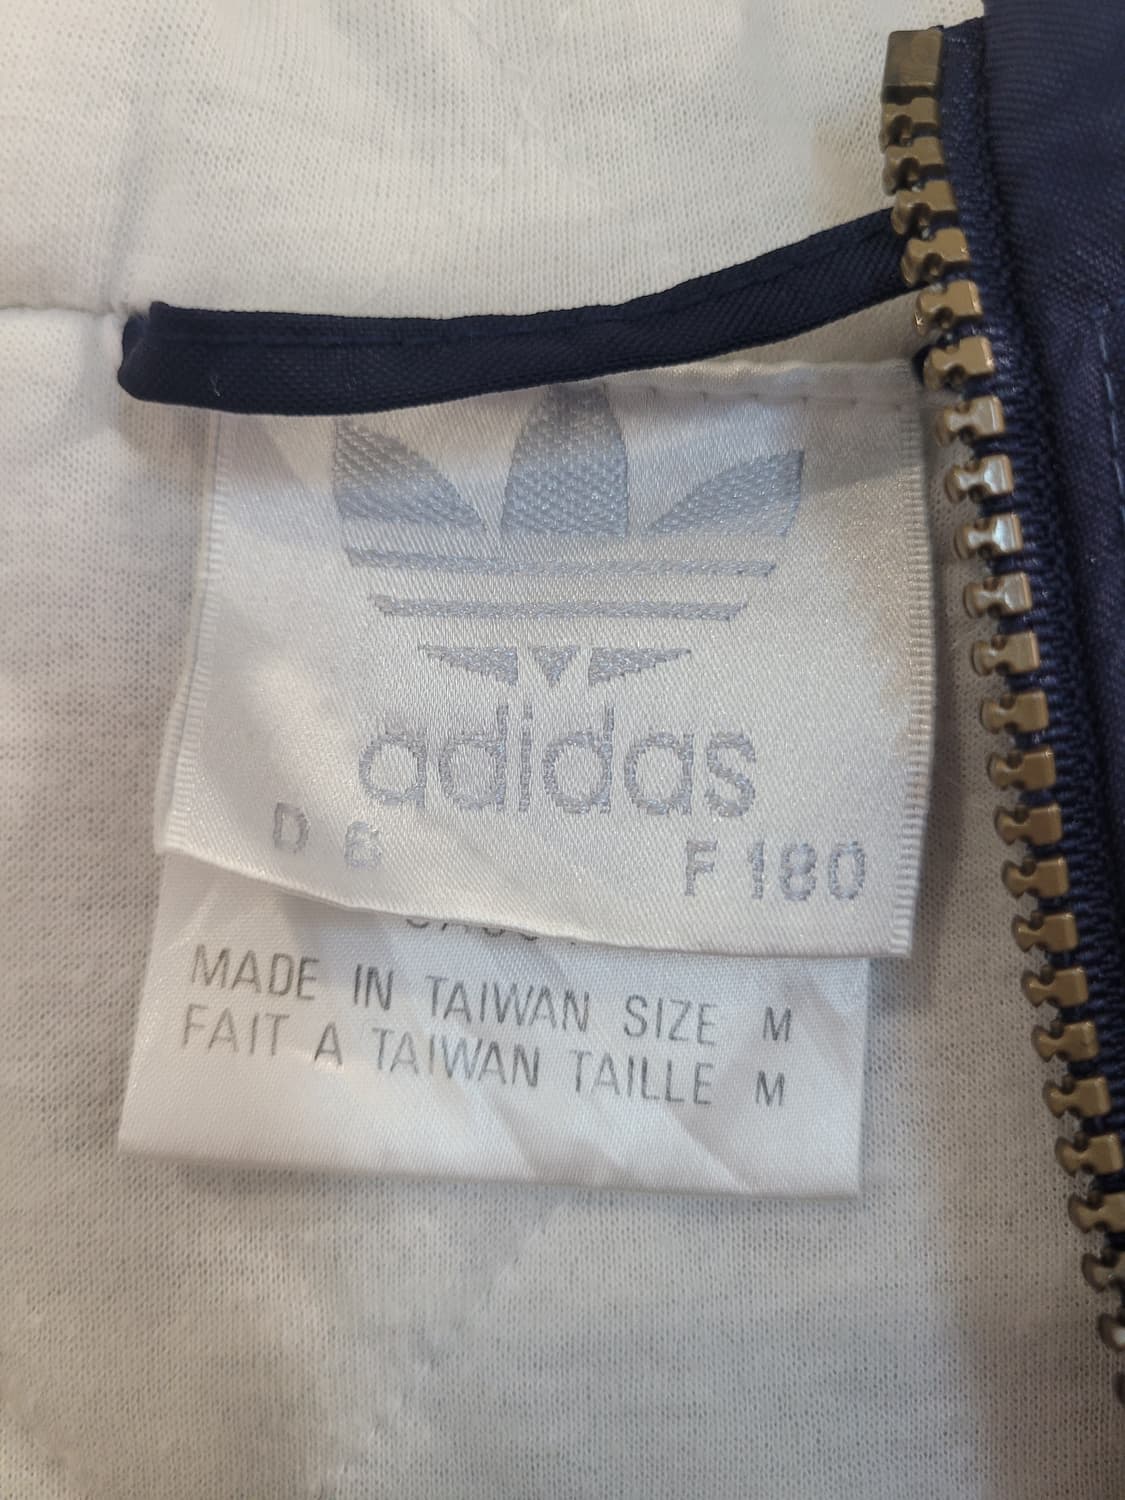 adidas
D 6 F 180
MADE IN TAIWAN SIZE M
FAIT A TAIWAN TAILLE M